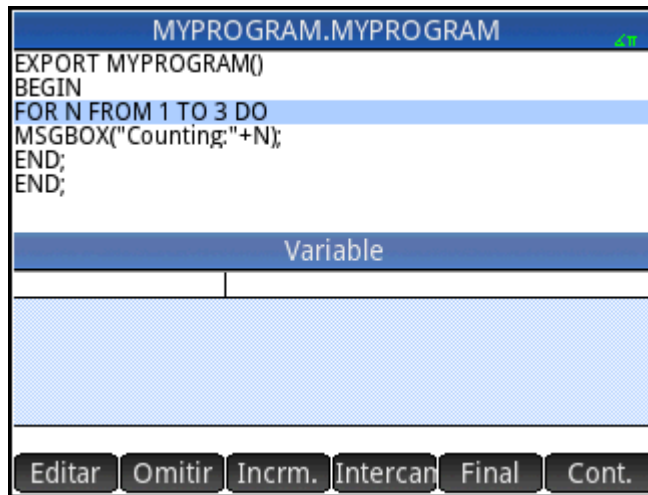 MYPROGRAM.MYPROGRAM
∡π
EXPORT MYPROGRAM()
BEGIN
FOR N FROM 1 TO 3 DO
MSGBOX("Counting:"+N);
END;
END;
Variable
Editar Omitir Incrm. Intercan Final Cont.